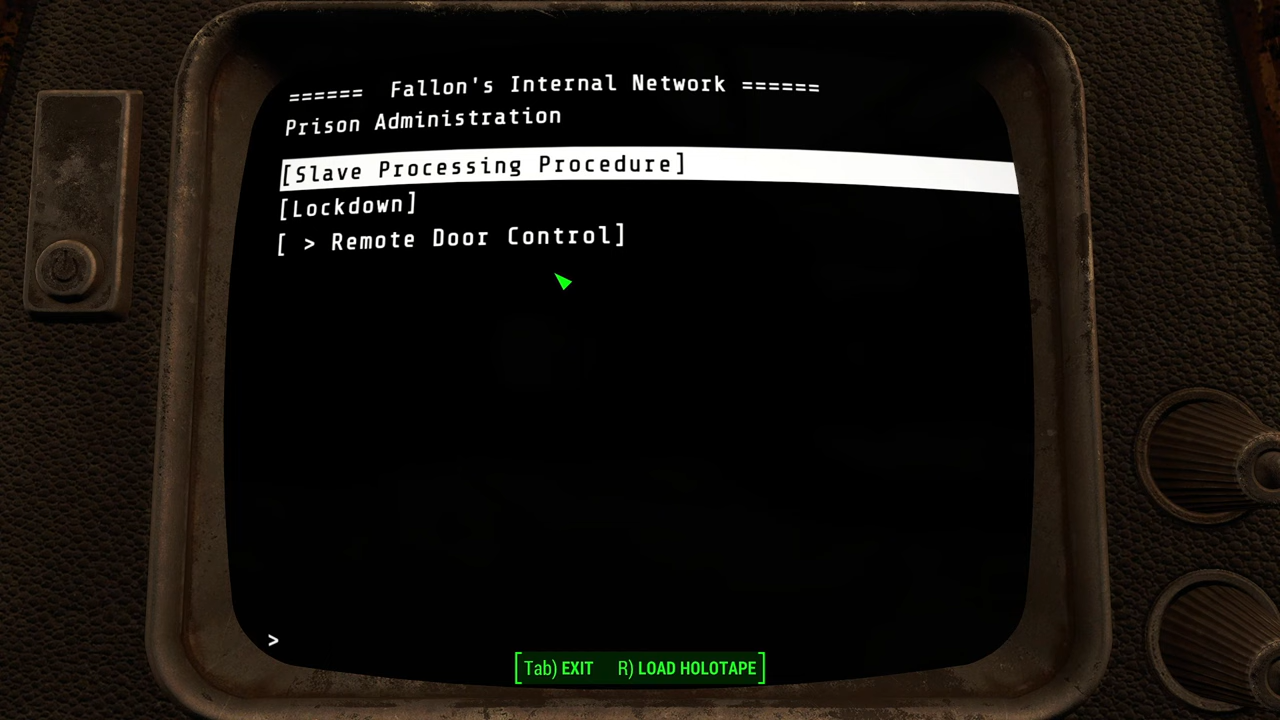 ====== Fallon's Internal Network ======
Prison Administration
[Slave Processing Procedure]
[Lockdown]
[ > Remote Door Control]
>
Tab) EXIT R) LOAD HOLOTAPE